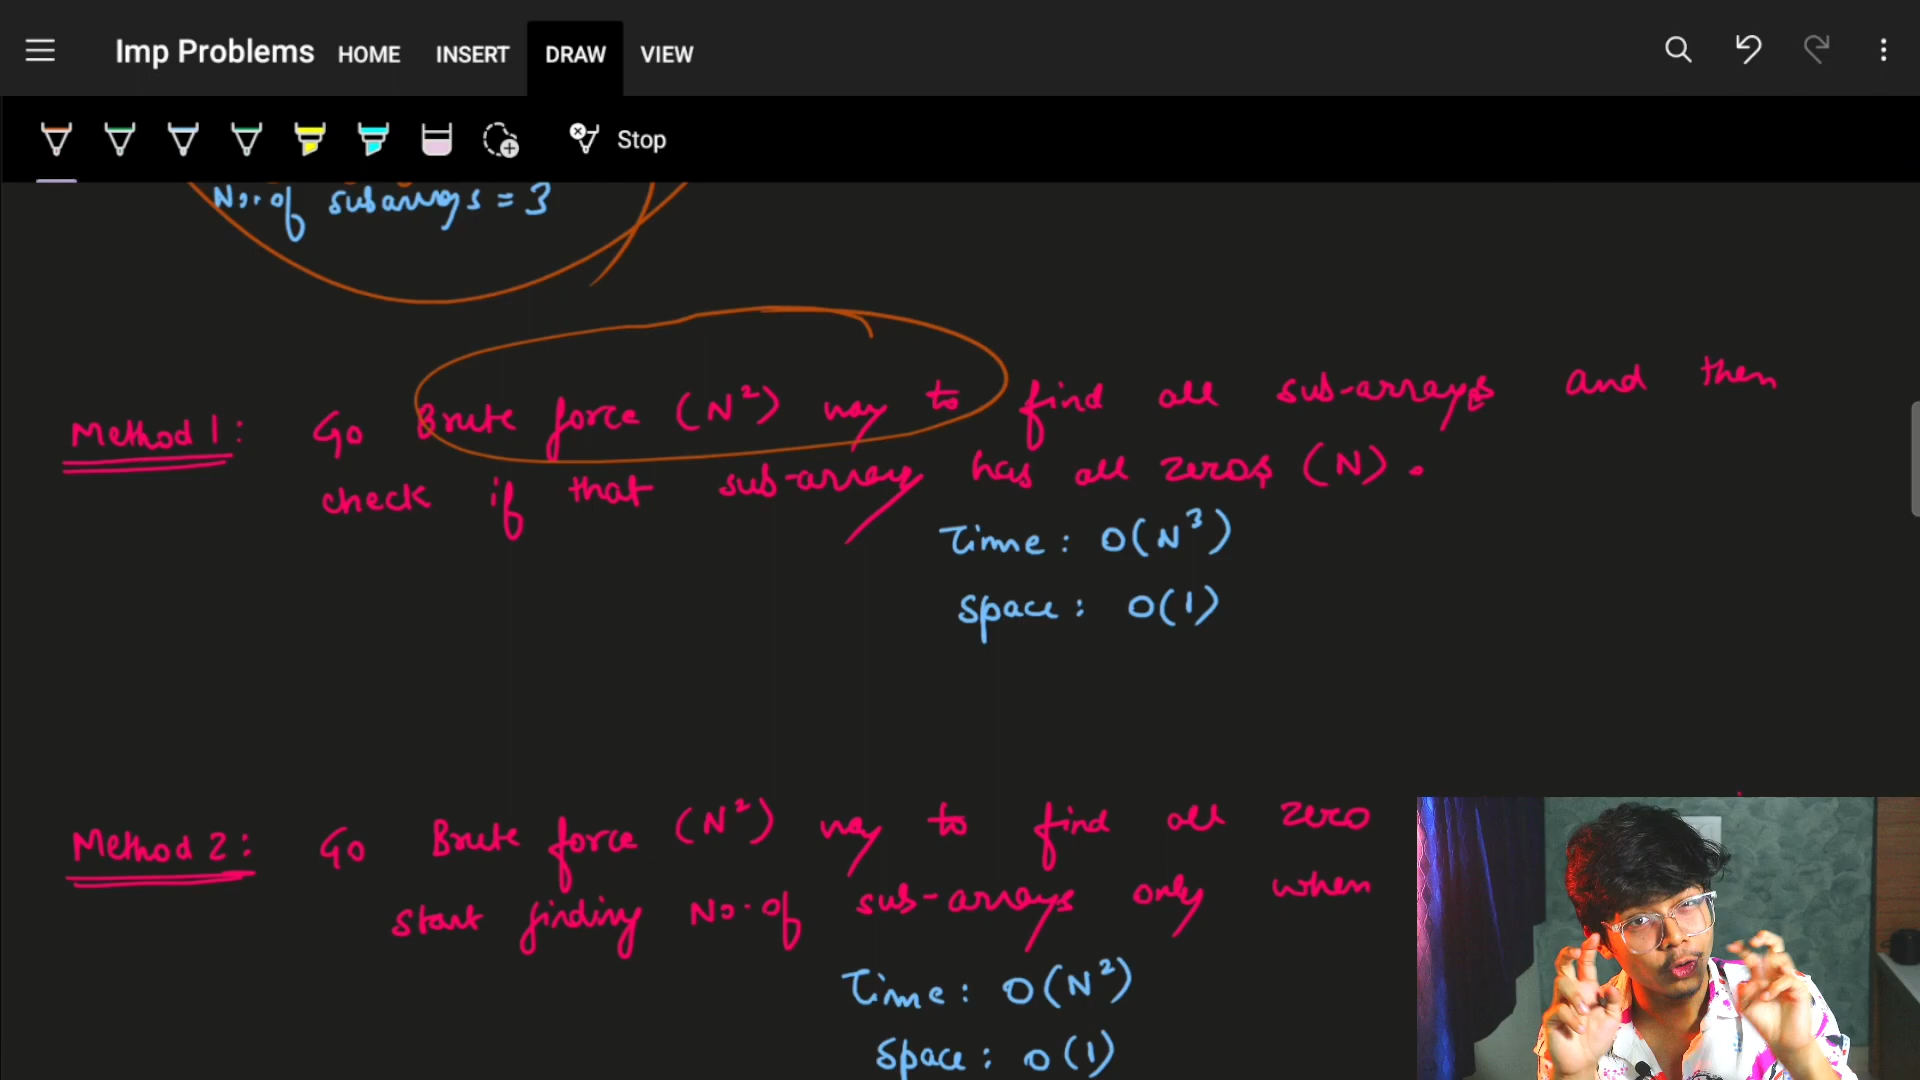 Imp Problems HOME INSERT DRAW VIEW
Stop
No. of subarrays = 3
Method 1: Go Brute force (N²) way to find all sub-arrays and then
check if that sub-array has all zeros (N).
Time: O(N³)
Space: O(1)
Method 2: Go Brute force (N²) way to find all zero
start finding No. of sub-arrays only when
Time: O(N²)
Space: O(1)